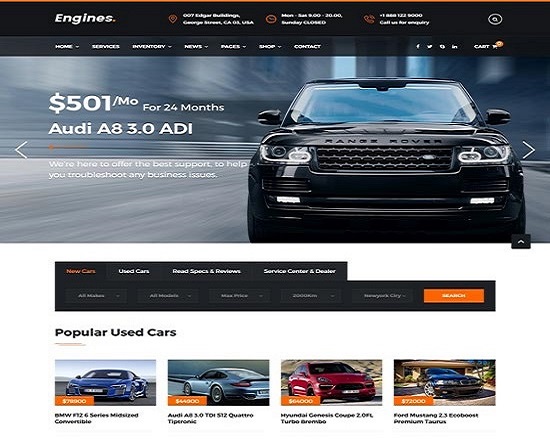 Engines.
007 Edgar Buildings,
George Street, CA 03, USA
Mon - Sat 9.00 - 20.00,
Sunday CLOSED
+1 888 122 9000
Call us for enquiry
HOME SERVICES INVENTORY NEWS PAGES SHOP CONTACT CART
$501/Mo For 24 Months
Audi A8 3.0 ADI
We're here to offer the best support, to help
you troubleshoot any business issues.
RANGE ROVER
New Cars Used Cars Read Specs & Reviews Service Center & Dealer
All Makes All Models Max Price 2000Km Newyork City SEARCH
Popular Used Cars
$78900 $44900 $64000 $72000
BMW F12 6 Series Midsized
Convertible
Audi A8 3.0 TDI S12 Quattro
Tiptronic
Hyundai Genesis Coupe 2.0FL
Turbo Brembo
Ford Mustang 2.3 Ecoboost
Premium Tauras